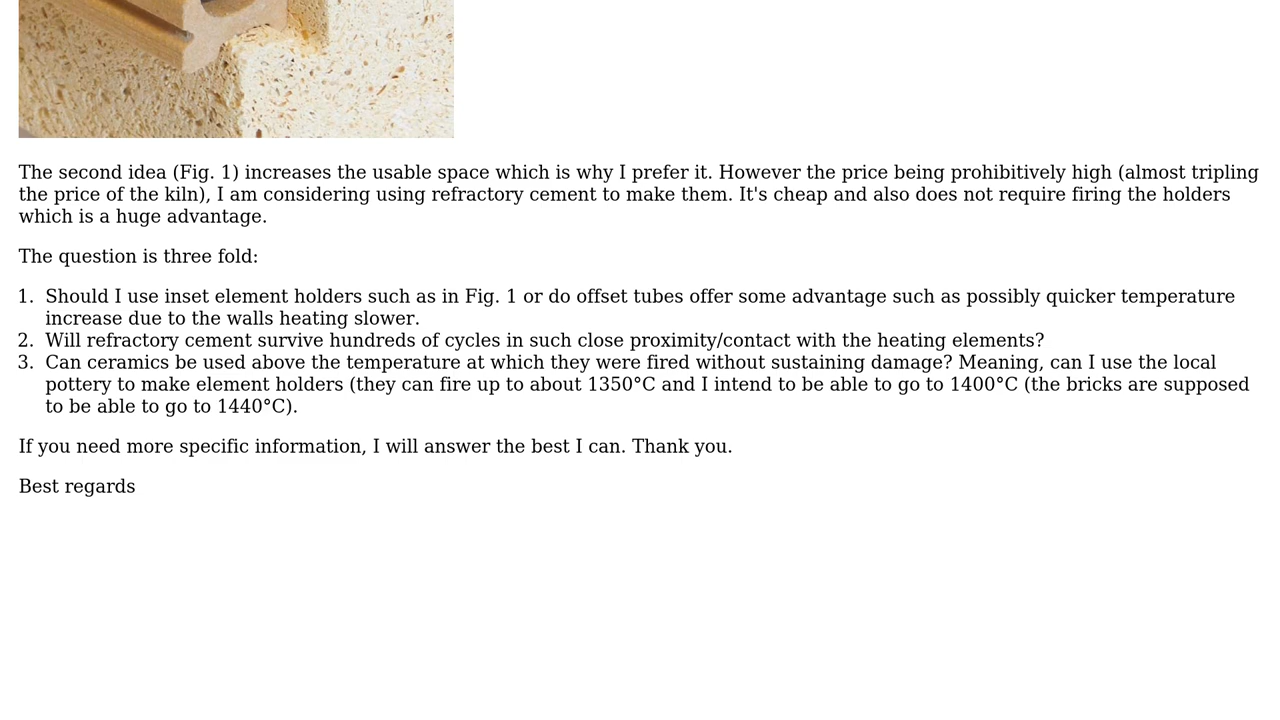 The second idea (Fig. 1) increases the usable space which is why I prefer it. However the price being prohibitively high (almost tripling
the price of the kiln), I am considering using refractory cement to make them. It's cheap and also does not require firing the holders
which is a huge advantage.
The question is three fold:
1. Should I use inset element holders such as in Fig. 1 or do offset tubes offer some advantage such as possibly quicker temperature
increase due to the walls heating slower.
2. Will refractory cement survive hundreds of cycles in such close proximity/contact with the heating elements?
3. Can ceramics be used above the temperature at which they were fired without sustaining damage? Meaning, can I use the local
pottery to make element holders (they can fire up to about 1350°C and I intend to be able to go to 1400°C (the bricks are supposed
to be able to go to 1440°C).
If you need more specific information, I will answer the best I can. Thank you.
Best regards